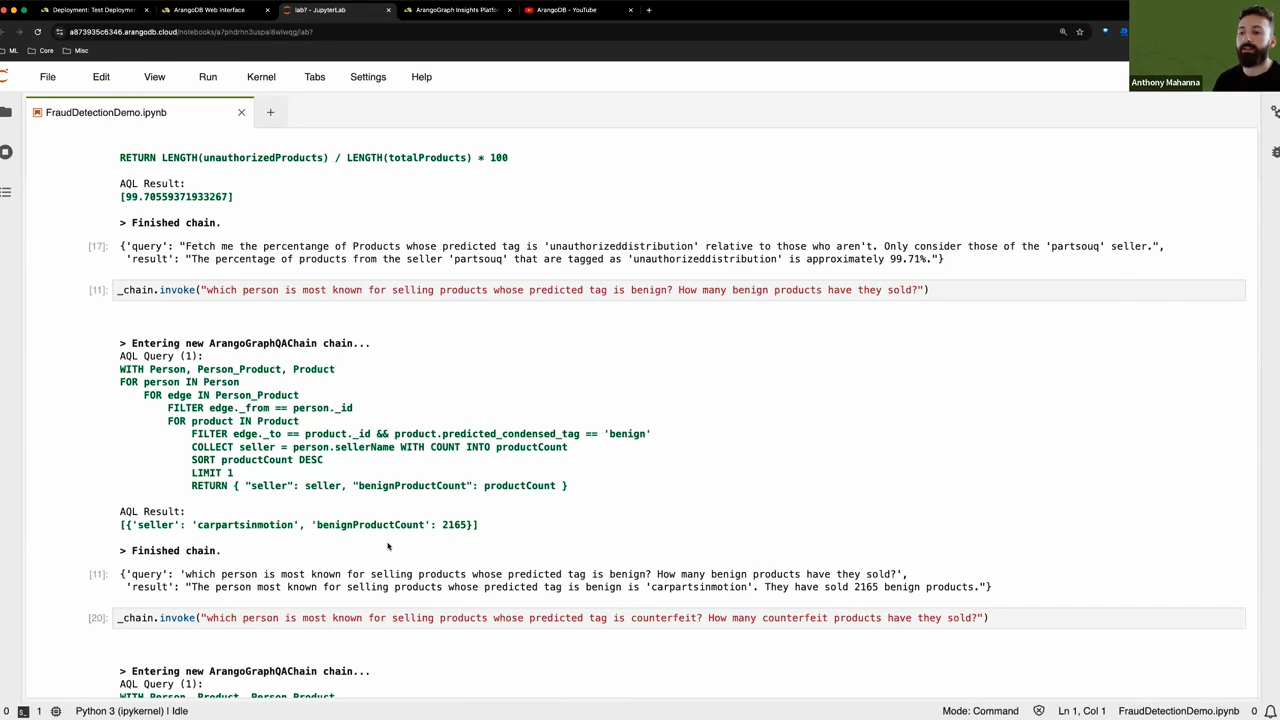 Deployment: Test Deployme
ArangoDB Web Interface
lab? - JupyterLab
ArangoGraph Insights Platfo
ArangoDB - YouTube
a873935c6346.arangodb.cloud/notebooks/a7phdrhn3uspai8wlwqg/lab?
ML
Core
Misc
Anthony Mahanna
File Edit View Run Kernel Tabs Settings Help
FraudDetectionDemo.ipynb
RETURN LENGTH(unauthorizedProducts) / LENGTH(totalProducts) * 100
AQL Result:
[99.70559371933267]
> Finished chain.
[17]: {'query': "Fetch me the percentange of Products whose predicted tag is 'unauthorizeddistribution' relative to those who aren't. Only consider those of the 'partsouq' seller.",
'result': "The percentage of products from the seller 'partsouq' that are tagged as 'unauthorizeddistribution' is approximately 99.71%."}
[11]: _chain.invoke("which person is most known for selling products whose predicted tag is benign? How many benign products have they sold?")
> Entering new ArangoGraphQAChain chain...
AQL Query (1):
WITH Person, Person_Product, Product
FOR person IN Person
FOR edge IN Person_Product
FILTER edge._from == person._id
FOR product IN Product
FILTER edge._to == product._id && product.predicted_condensed_tag == 'benign'
COLLECT seller = person.sellerName WITH COUNT INTO productCount
SORT productCount DESC
LIMIT 1
RETURN { "seller": seller, "benignProductCount": productCount }
AQL Result:
[{'seller': 'carpartsinmotion', 'benignProductCount': 2165}]
> Finished chain.
[11]: {'query': 'which person is most known for selling products whose predicted tag is benign? How many benign products have they sold?',
'result': "The person most known for selling products whose predicted tag is benign is 'carpartsinmotion'. They have sold 2165 benign products."}
[20]: _chain.invoke("which person is most known for selling products whose predicted tag is counterfeit? How many counterfeit products have they sold?")
> Entering new ArangoGraphQAChain chain...
AQL Query (1):
WITH Person, Product, Person_Product
0 1 Python 3 (ipykernel) | Idle Mode: Command Ln 1, Col 1 FraudDetectionDemo.ipynb 0